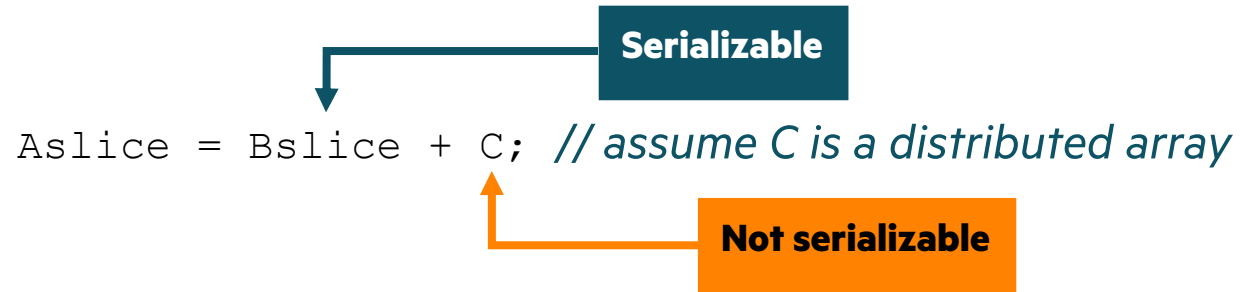 Serializable
Aslice = Bslice + C; // assume C is a distributed array
Not serializable